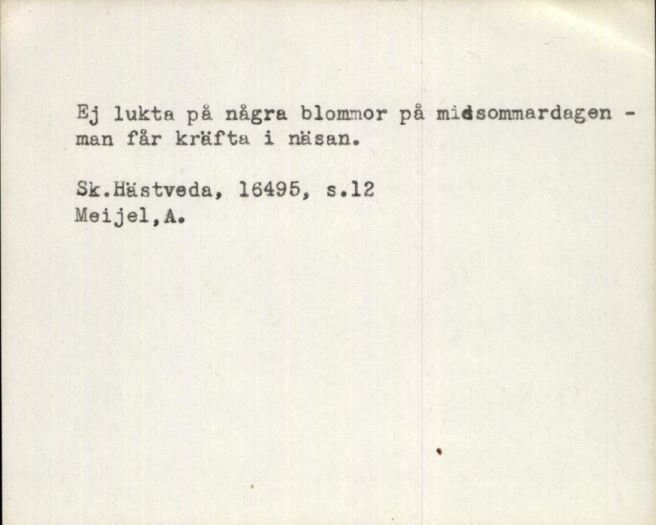 Ej lukta på några blommor på midsommardagen -
man får kräfta i näsan.
Sk.Hästveda, 16495, s.12
Meijel,A.